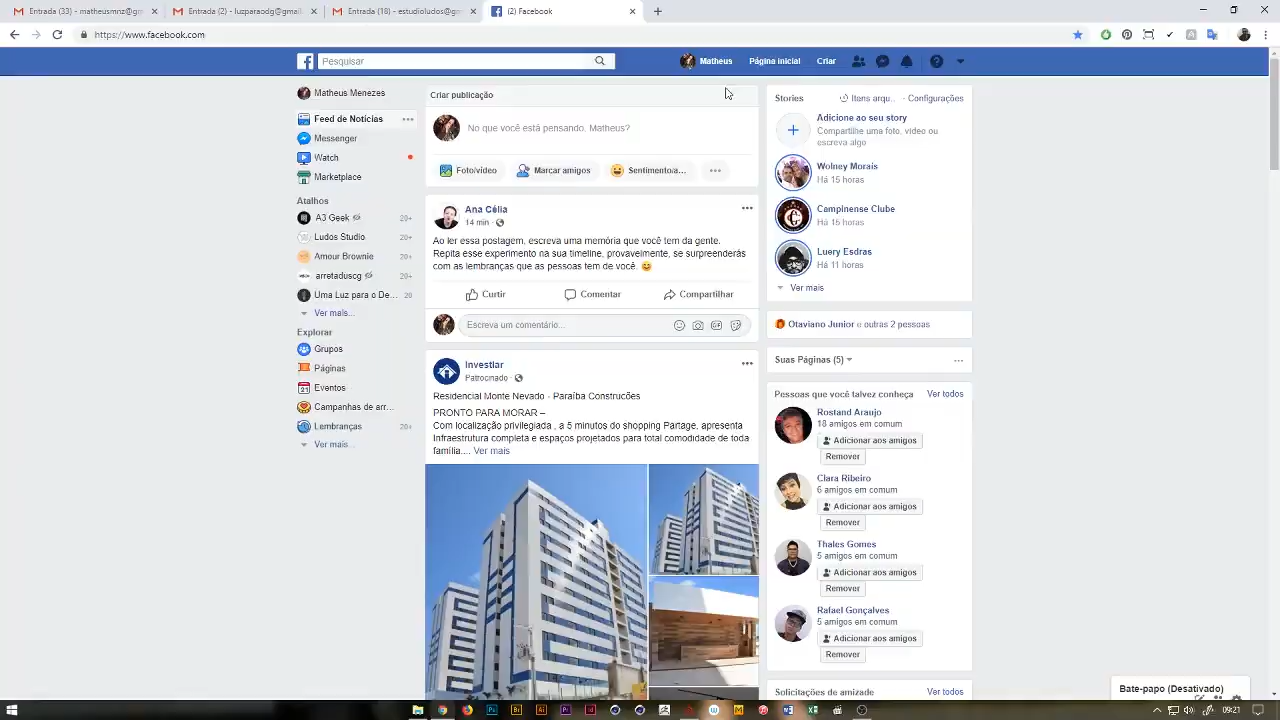 Entrada (33) - matheusmnz@gmai
Entrada (2) - luzparaodg@gmail.
Entrada (18) - estudioludos@gmail
(2) Facebook
https://www.facebook.com
Pesquisar
Matheus
Página inicial
Criar
Matheus Menezes
Feed de Notícias
Messenger
Watch
Marketplace
Atalhos
A3 Geek 20+
Ludos Studio 20+
Amour Brownie 20+
arretaduscg 20+
Uma Luz para o De... 20
Ver mais...
Explorar
Grupos
Páginas
Eventos
Campanhas de arr...
Lembranças 20+
Ver mais...
Criar publicação
No que você está pensando, Matheus?
Foto/vídeo
Marcar amigos
Sentimento/a...
Ana Célia
14 min ·
Ao ler essa postagem, escreva uma memória que você tem da gente.
Repita esse experimento na sua timeline, provavelmente, se surpreenderás
com as lembranças que as pessoas tem de você. 😊
Curtir
Comentar
Compartilhar
Escreva um comentário...
GIF
Patrocinado ·
Residencial Monte Nevado - Paraíba Construções
PRONTO PARA MORAR –
Com localização privilegiada , a 5 minutos do shopping Partage, apresenta
Infraestrutura completa e espaços projetados para total comodidade de toda
família.... Ver mais
Stories
Itens arqu... · Configurações
Adicione ao seu story
Compartilhe uma foto, vídeo ou
escreva algo
Wolney Morais
Há 15 horas
Campinense Clube
Há 15 horas
Luery Esdras
Há 11 horas
Ver mais
Otaviano Junior e outras 2 pessoas
Suas Páginas (5)
Pessoas que você talvez conheça
Ver todos
Rostand Araujo
18 amigos em comum
Adicionar aos amigos
Remover
Clara Ribeiro
6 amigos em comum
Adicionar aos amigos
Remover
Thales Gomes
5 amigos em comum
Adicionar aos amigos
Remover
Rafael Gonçalves
5 amigos em comum
Adicionar aos amigos
Remover
Solicitações de amizade
Ver todos
Bate-papo (Desativado)
09:21